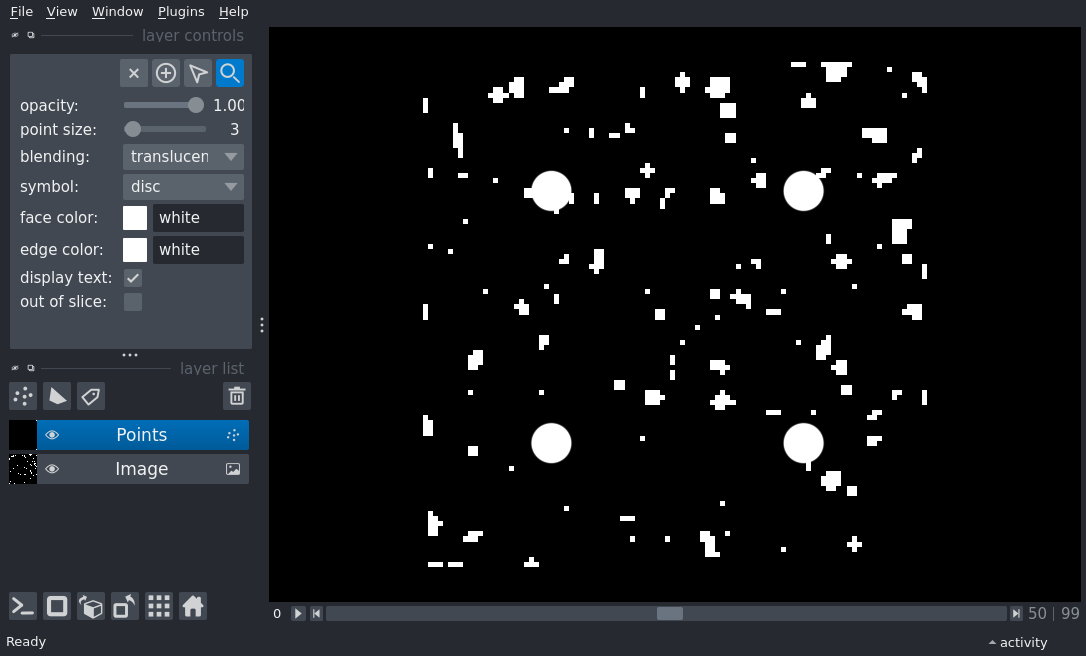 File View Window Plugins Help
layer controls
opacity: 1.00
point size: 3
blending: translucen
symbol: disc
face color: white
edge color: white
display text:
out of slice:
layer list
Points
Image
0 50 | 99
Ready
activity